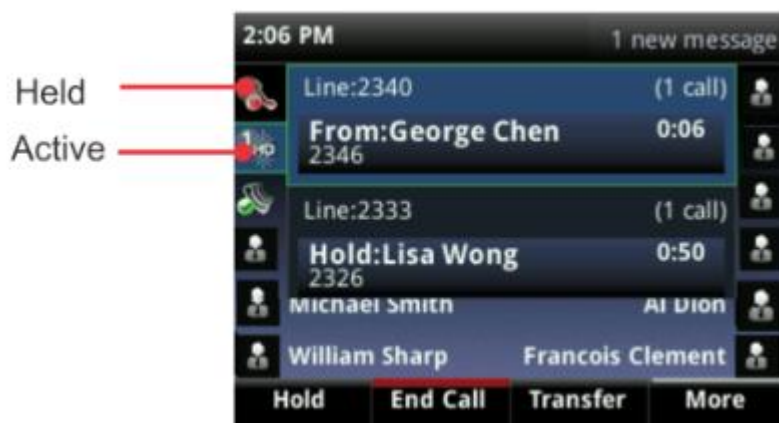 2:06 PM 1 new message
Held
Line:2340 (1 call)
From:George Chen 0:06
2346
Active
1 HD
Line:2333 (1 call)
Hold:Lisa Wong 0:50
2326
Michael Smith Al Dion
William Sharp Francois Clement
Hold End Call Transfer More